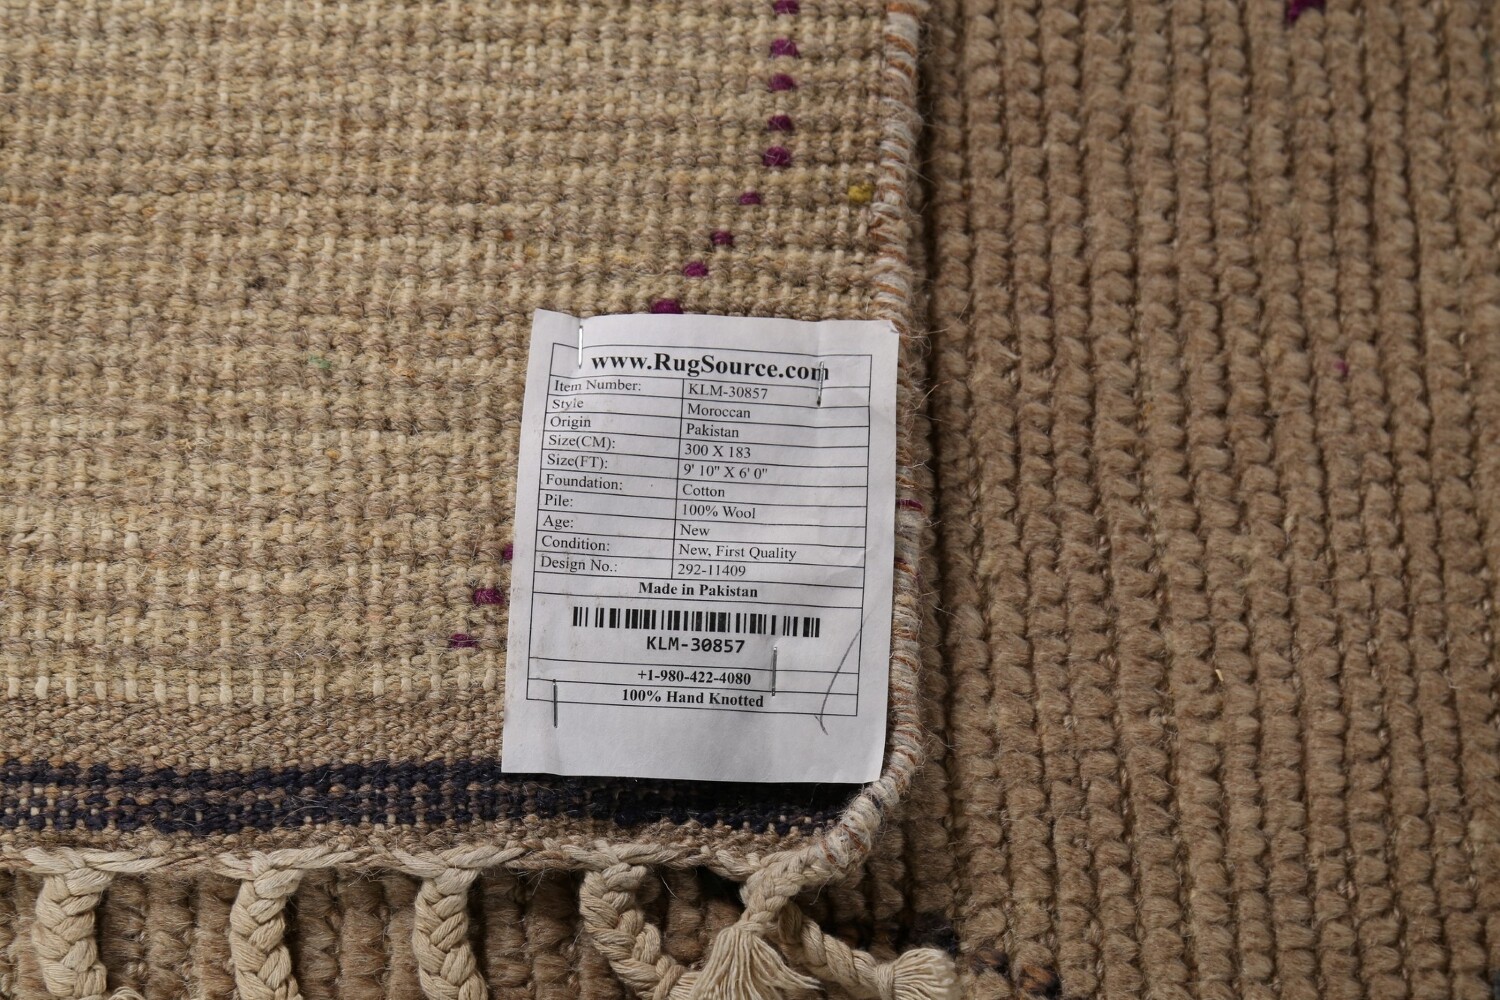 www.RugSource.com
Item Number: KLM-30857
Style Moroccan
Origin Pakistan
Size(CM): 300 X 183
Size(FT): 9' 10" X 6' 0"
Foundation: Cotton
Pile: 100% Wool
Age: New
Condition: New, First Quality
Design No.: 292-11409
Made in Pakistan
KLM-30857
+1-980-422-4080
100% Hand Knotted